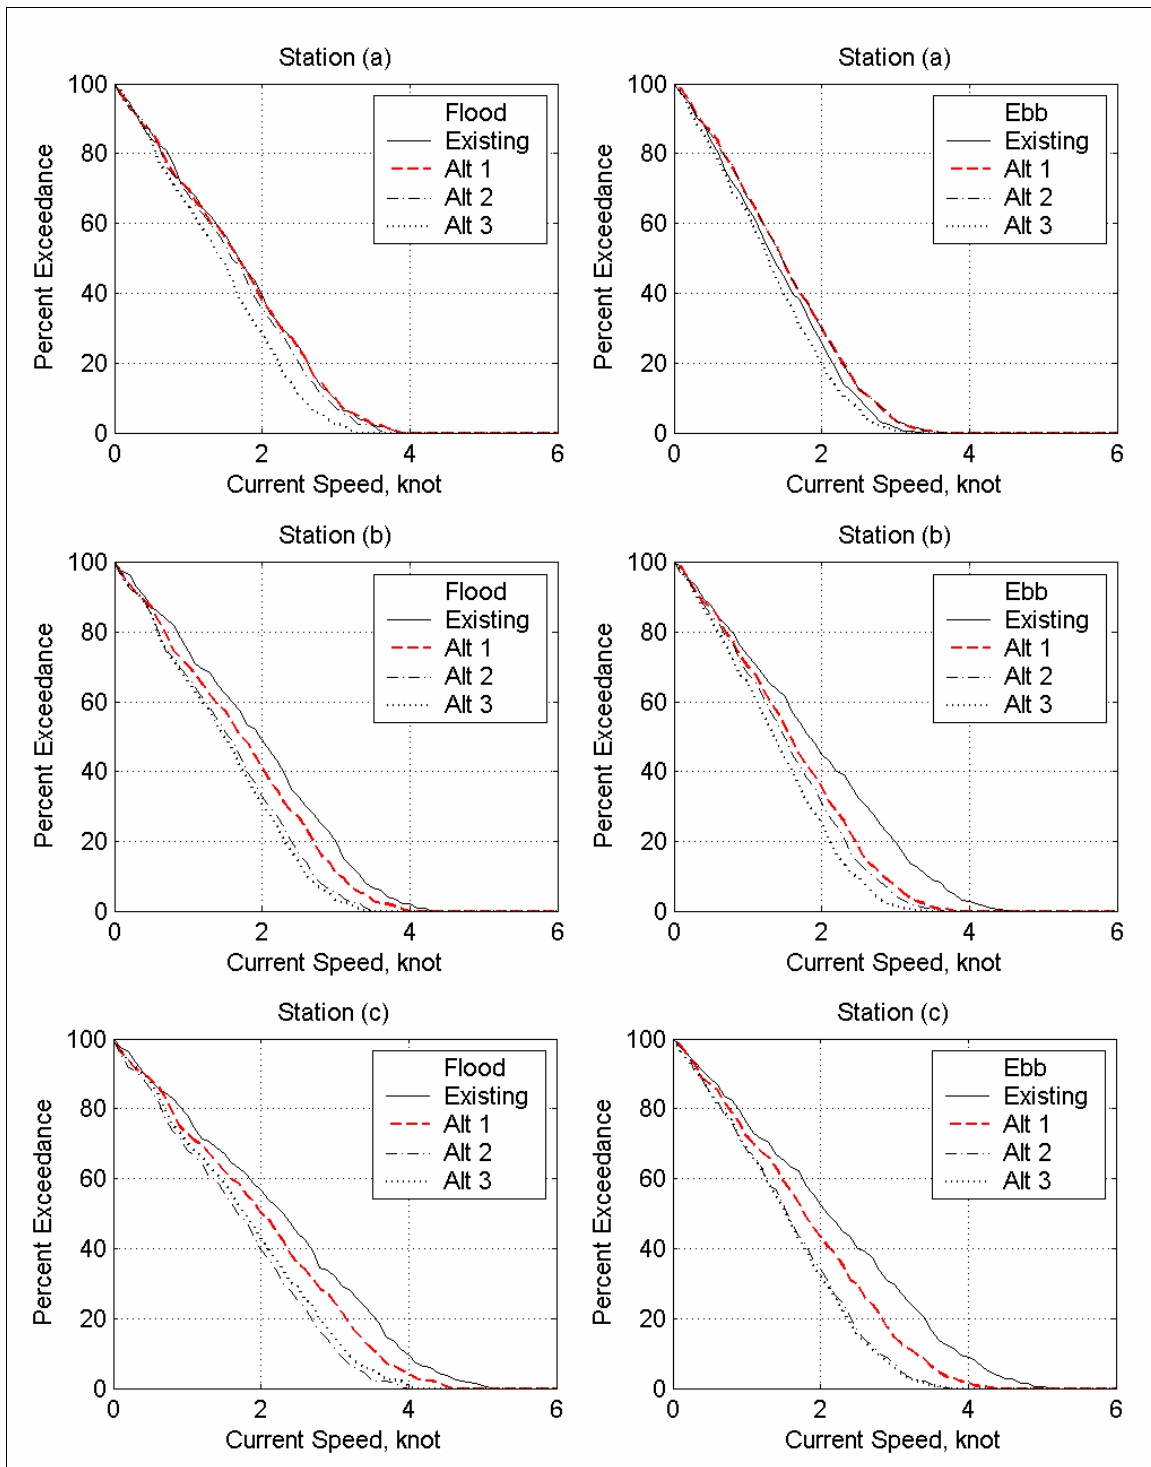 Station (a)
100
80
60
40
20
0
Percent Exceedance
Flood
Existing
Alt 1
Alt 2
Alt 3
0 2 4 6
Current Speed, knot
Station (a)
100
80
60
40
20
0
Percent Exceedance
Ebb
Existing
Alt 1
Alt 2
Alt 3
0 2 4 6
Current Speed, knot
Station (b)
100
80
60
40
20
0
Percent Exceedance
Flood
Existing
Alt 1
Alt 2
Alt 3
0 2 4 6
Current Speed, knot
Station (b)
100
80
60
40
20
0
Percent Exceedance
Ebb
Existing
Alt 1
Alt 2
Alt 3
0 2 4 6
Current Speed, knot
Station (c)
100
80
60
40
20
0
Percent Exceedance
Flood
Existing
Alt 1
Alt 2
Alt 3
0 2 4 6
Current Speed, knot
Station (c)
100
80
60
40
20
0
Percent Exceedance
Ebb
Existing
Alt 1
Alt 2
Alt 3
0 2 4 6
Current Speed, knot